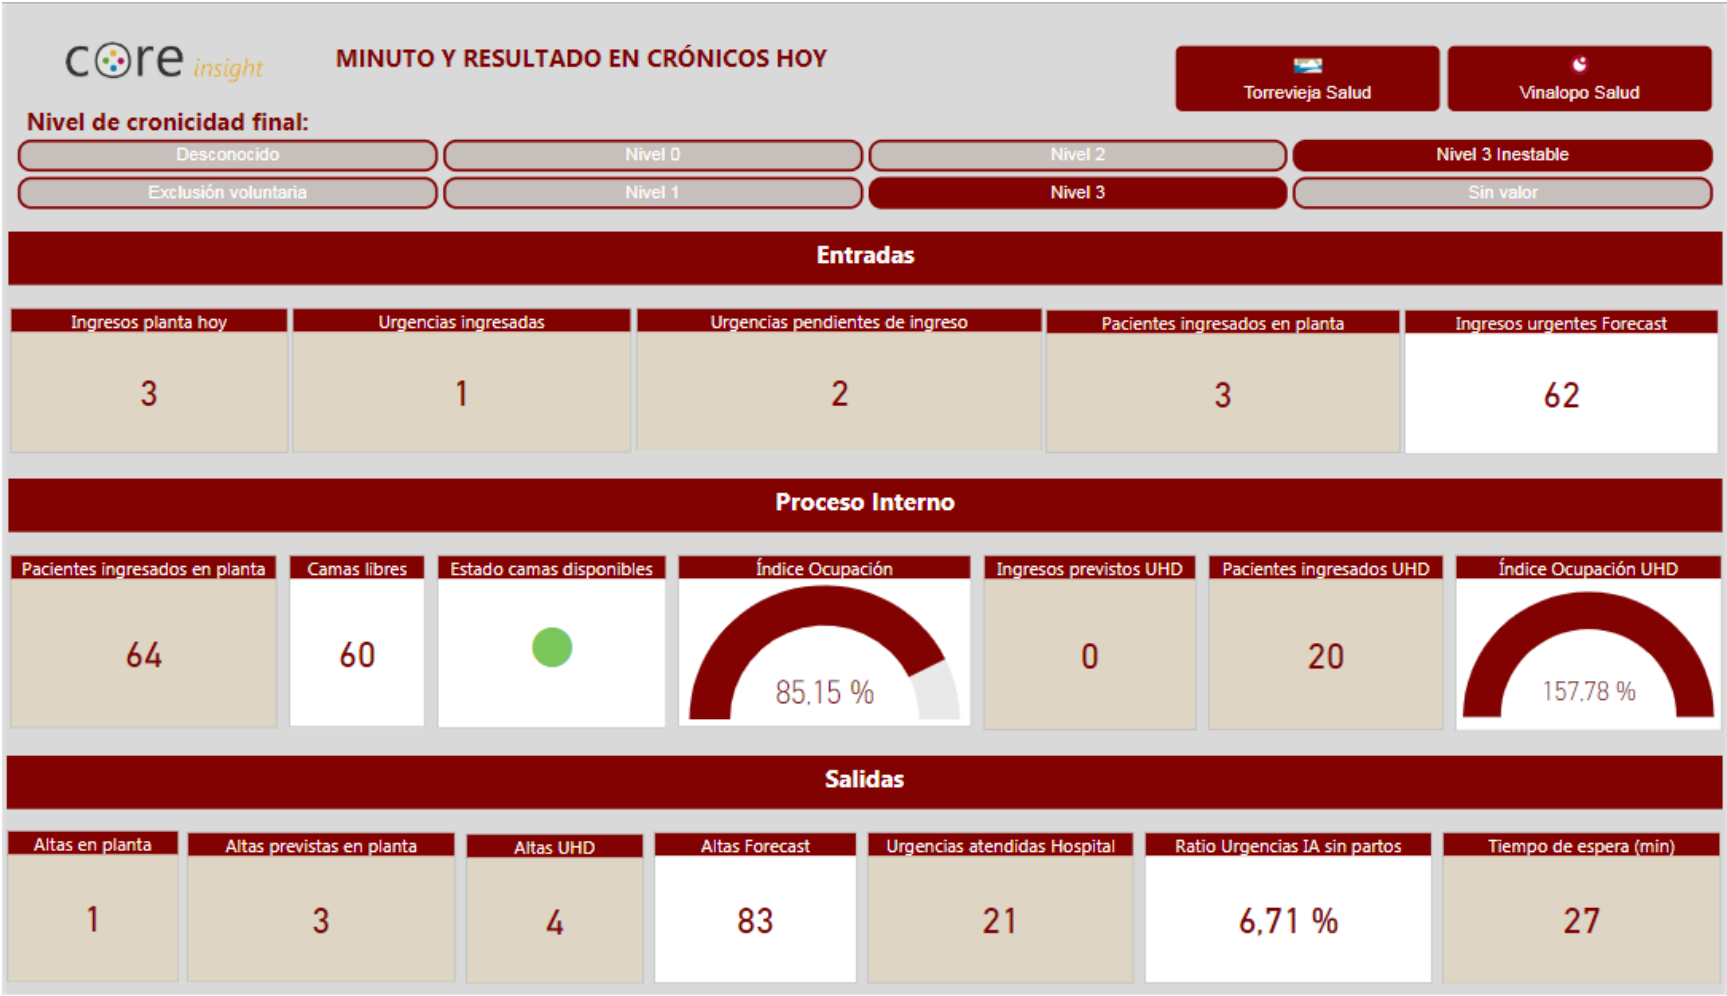 core insight
MINUTO Y RESULTADO EN CRÓNICOS HOY
Torrevieja Salud
Vinalopo Salud
Nivel de cronicidad final:
Desconocido
Nivel 0
Nivel 2
Nivel 3 Inestable
Exclusión voluntaria
Nivel 1
Nivel 3
Sin valor
Entradas
Ingresos planta hoy
3
Urgencias ingresadas
1
Urgencias pendientes de ingreso
2
Pacientes ingresados en planta
3
Ingresos urgentes Forecast
62
Proceso Interno
Pacientes ingresados en planta
64
Camas libres
60
Estado camas disponibles
Índice Ocupación
85,15 %
Ingresos previstos UHD
0
Pacientes ingresados UHD
20
Índice Ocupación UHD
157,78 %
Salidas
Altas en planta
1
Altas previstas en planta
3
Altas UHD
4
Altas Forecast
83
Urgencias atendidas Hospital
21
Ratio Urgencias IA sin partos
6,71 %
Tiempo de espera (min)
27